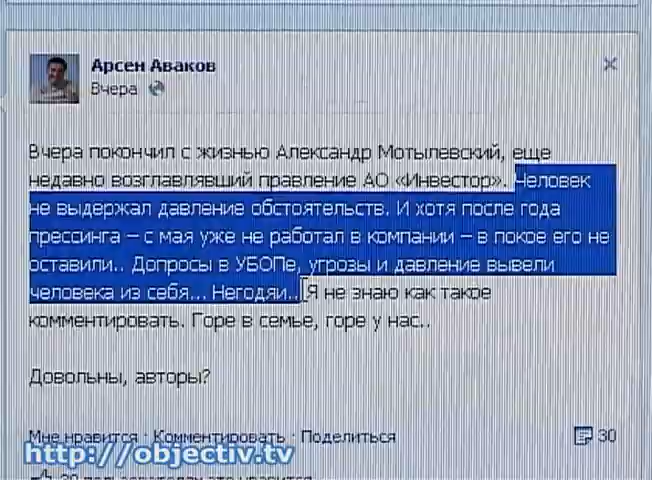 Арсен Аваков
Вчера
Вчера покончил с жизнью Александр Мотылевский, еще
недавно возглавлявший правление АО «Инвестор». Человек
не выдержал давление обстоятельств. И хотя после года
прессинга – с мая уже не работал в компании – в покое его не
оставили.. Допросы в УБОПе, угрозы и давление вывели
человека из себя... Негодяи.. Я не знаю как такое
комментировать. Горе в семье, горе у нас..
Довольны, авторы?
Мне нравится · Комментировать · Поделиться
30
http://objectiv.tv